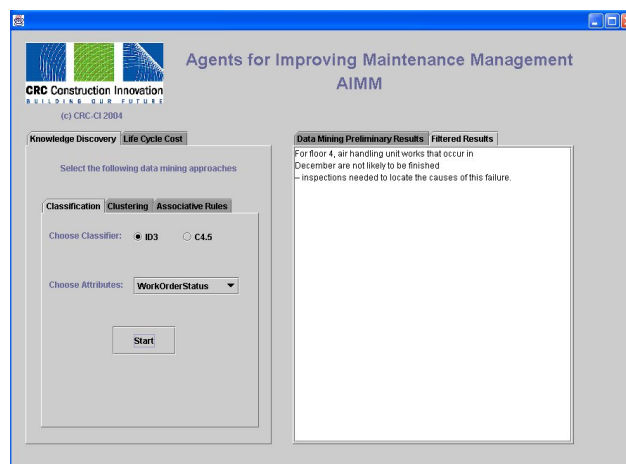 Agents for Improving Maintenance Management
AIMM
CRC Construction Innovation
BUILDING OUR FUTURE
(c) CRC-CI 2004
Knowledge Discovery Life Cycle Cost
Select the following data mining approaches
Classification Clustering Associative Rules
Choose Classifier: ID3 C4.5
Choose Attributes: WorkOrderStatus
Start
Data Mining Preliminary Results Filtered Results
For floor 4, air handling unit works that occur in
December are not likely to be finished
– inspections needed to locate the causes of this failure.